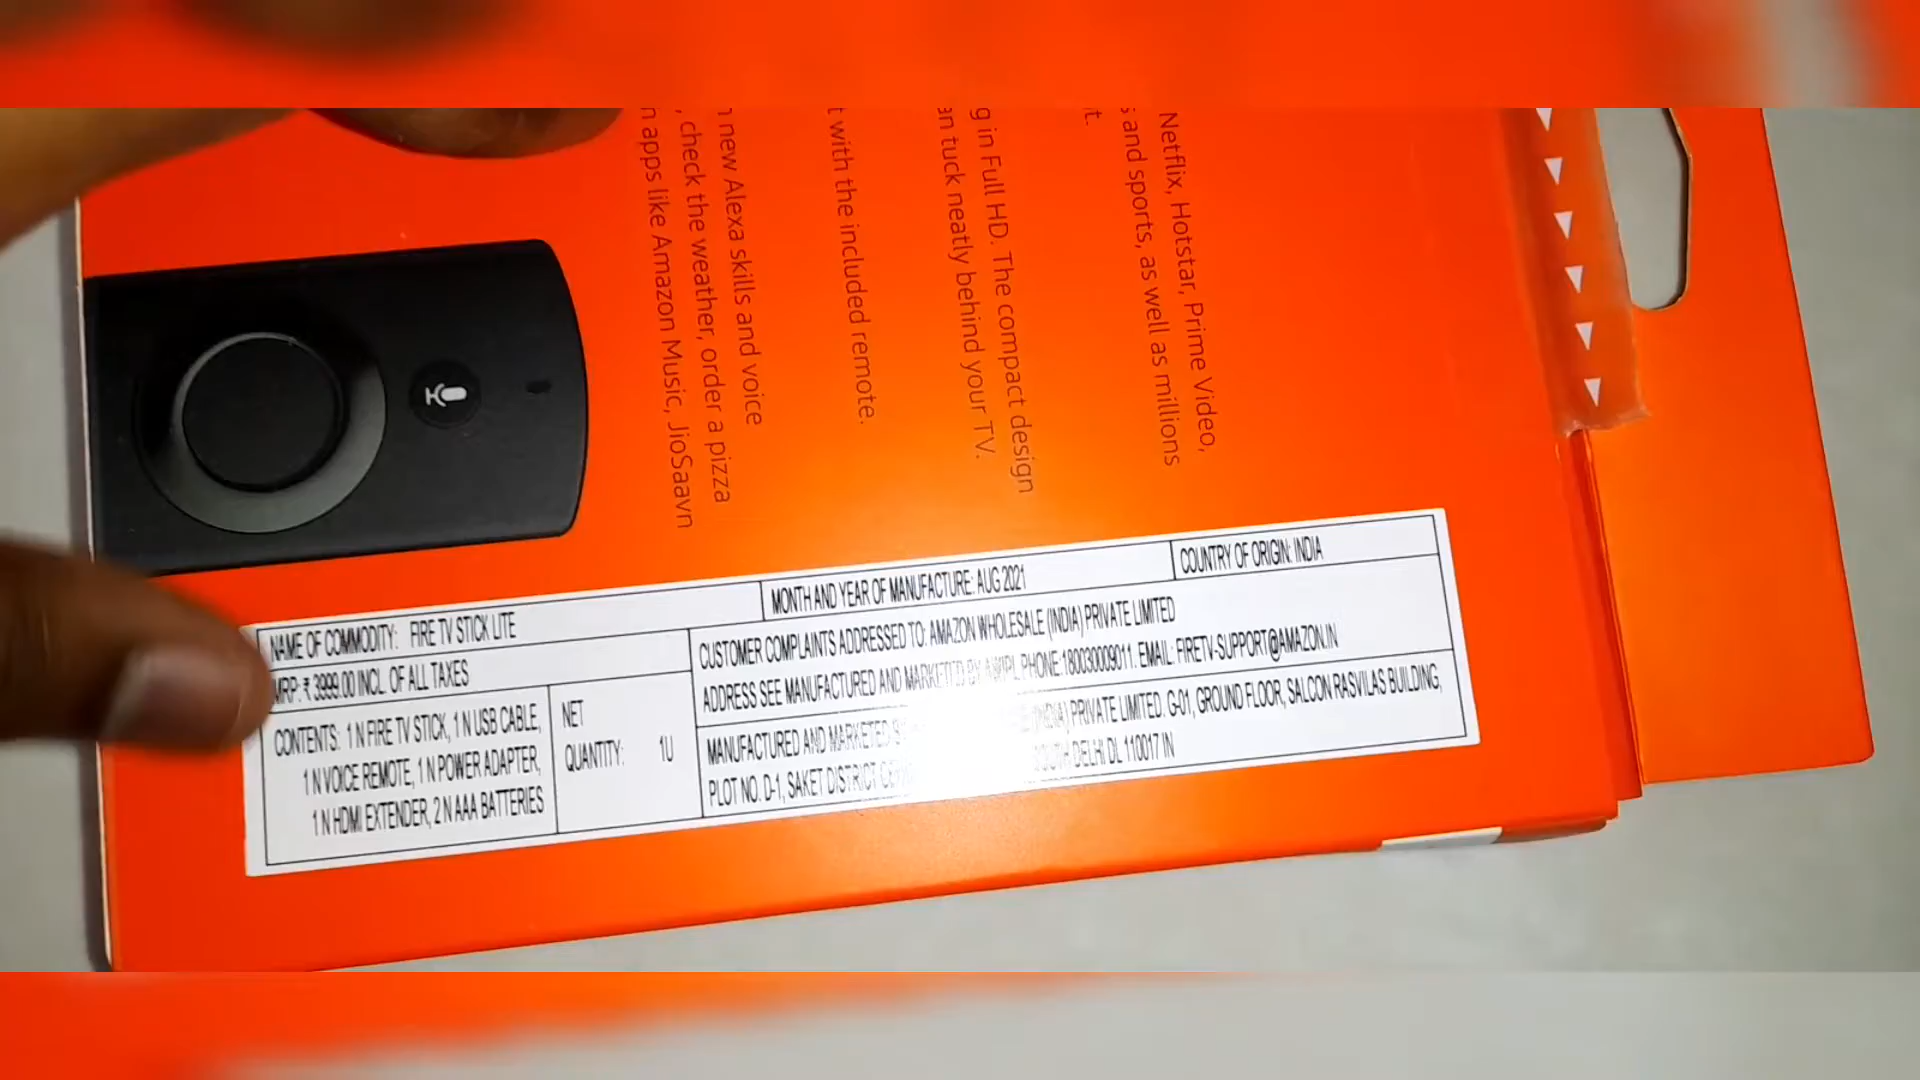 Netflix, Hotstar, Prime Video,
and sports, as well as millions
t.
g in Full HD. The compact design
an tuck neatly behind your TV.
t with the included remote.
new Alexa skills and voice
, check the weather, order a pizza
n apps like Amazon Music, JioSaavn
NAME OF COMMODITY: FIRE TV STICK LITE
MONTH AND YEAR OF MANUFACTURE: AUG 2021
COUNTRY OF ORIGIN: INDIA
MRP: ₹ 3999.00 INCL. OF ALL TAXES
CONTENTS: 1 N FIRE TV STICK, 1 N USB CABLE,
1 N VOICE REMOTE, 1 N POWER ADAPTER,
1 N HDMI EXTENDER, 2 N AAA BATTERIES
NET
QUANTITY: 1U
CUSTOMER COMPLAINTS ADDRESSED TO: AMAZON WHOLESALE (INDIA) PRIVATE LIMITED
ADDRESS SEE MANUFACTURED AND MARKETED BY AWIPL PHONE:180030009011. EMAIL: FIRETV-SUPPORT@AMAZON.IN
MANUFACTURED AND MARKETED (INDIA) PRIVATE LIMITED. G-01, GROUND FLOOR, SALCON RASVILAS BUILDING,
PLOT NO. D-1, SAKET DISTRICT SOUTH DELHI DL 110017 IN